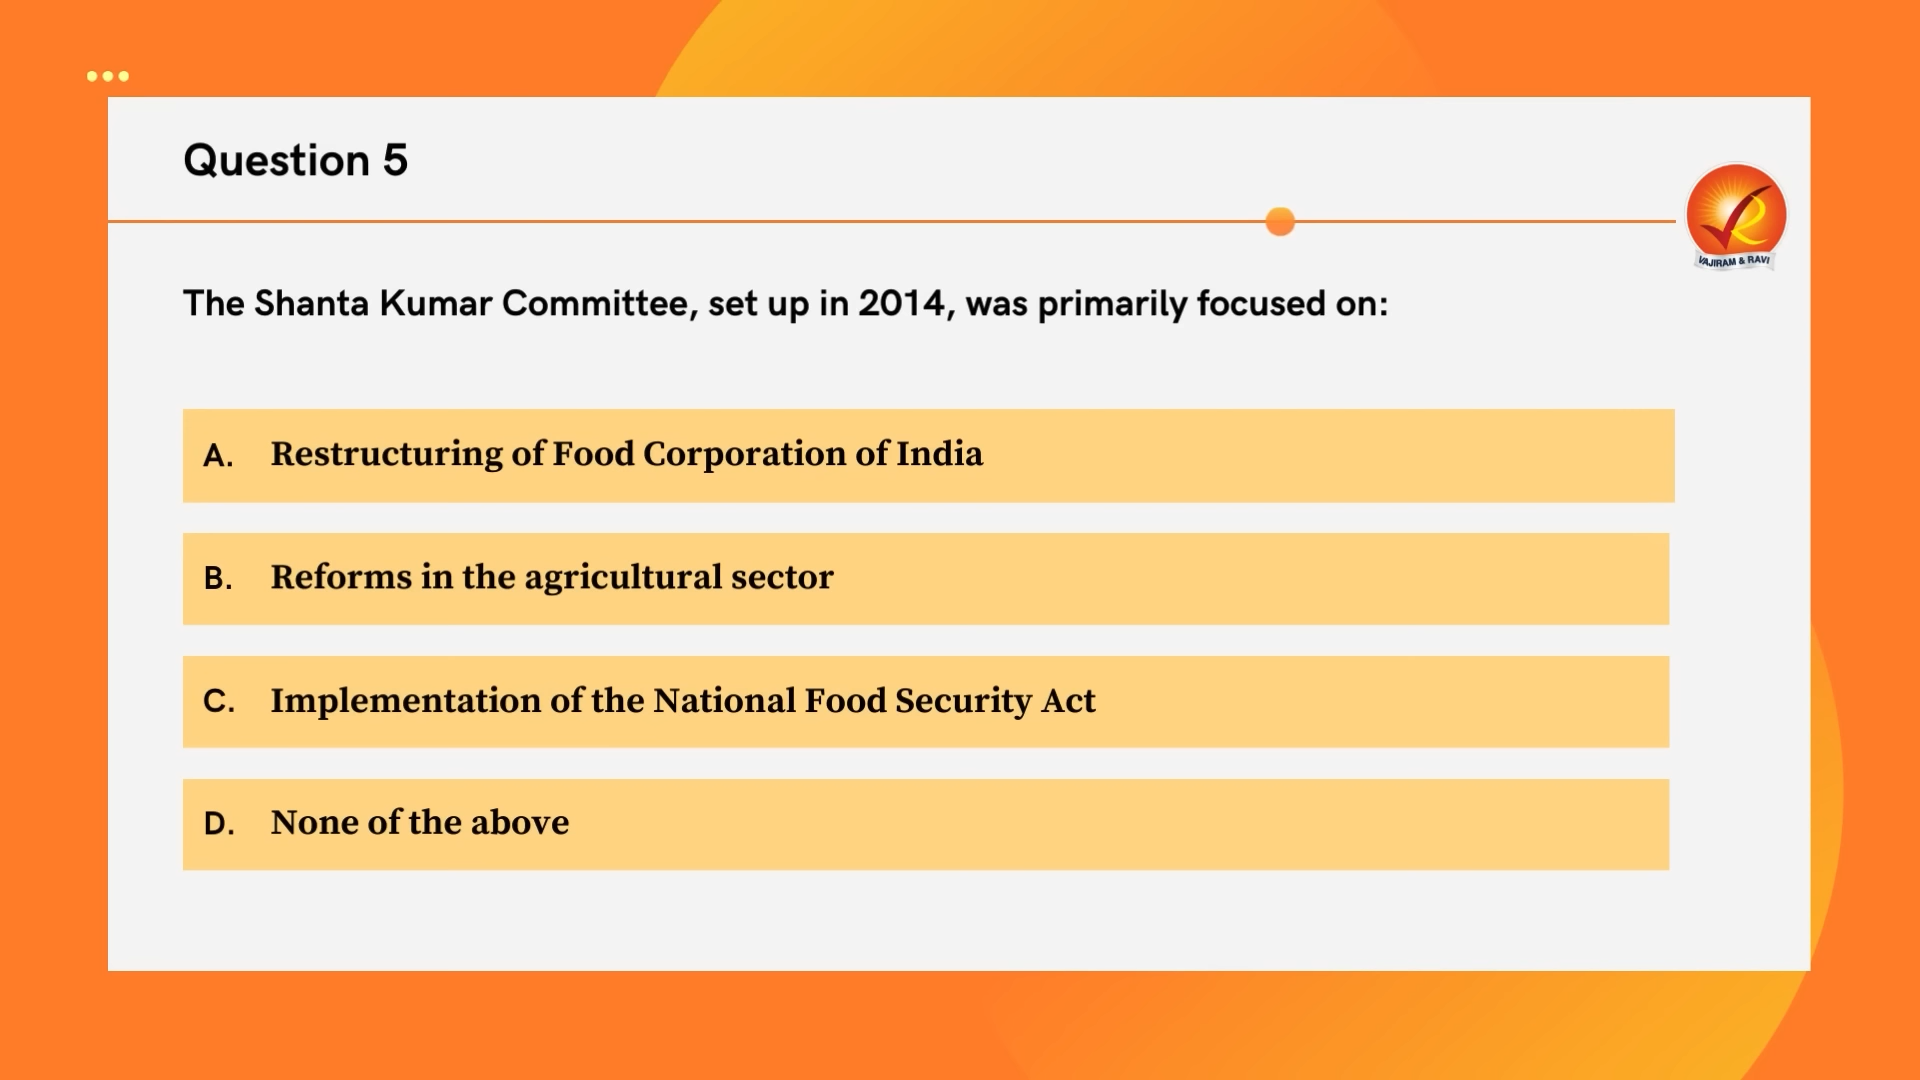 Question 5
VAJIRAM & RAVI
The Shanta Kumar Committee, set up in 2014, was primarily focused on:
A. Restructuring of Food Corporation of India
B. Reforms in the agricultural sector
C. Implementation of the National Food Security Act
D. None of the above